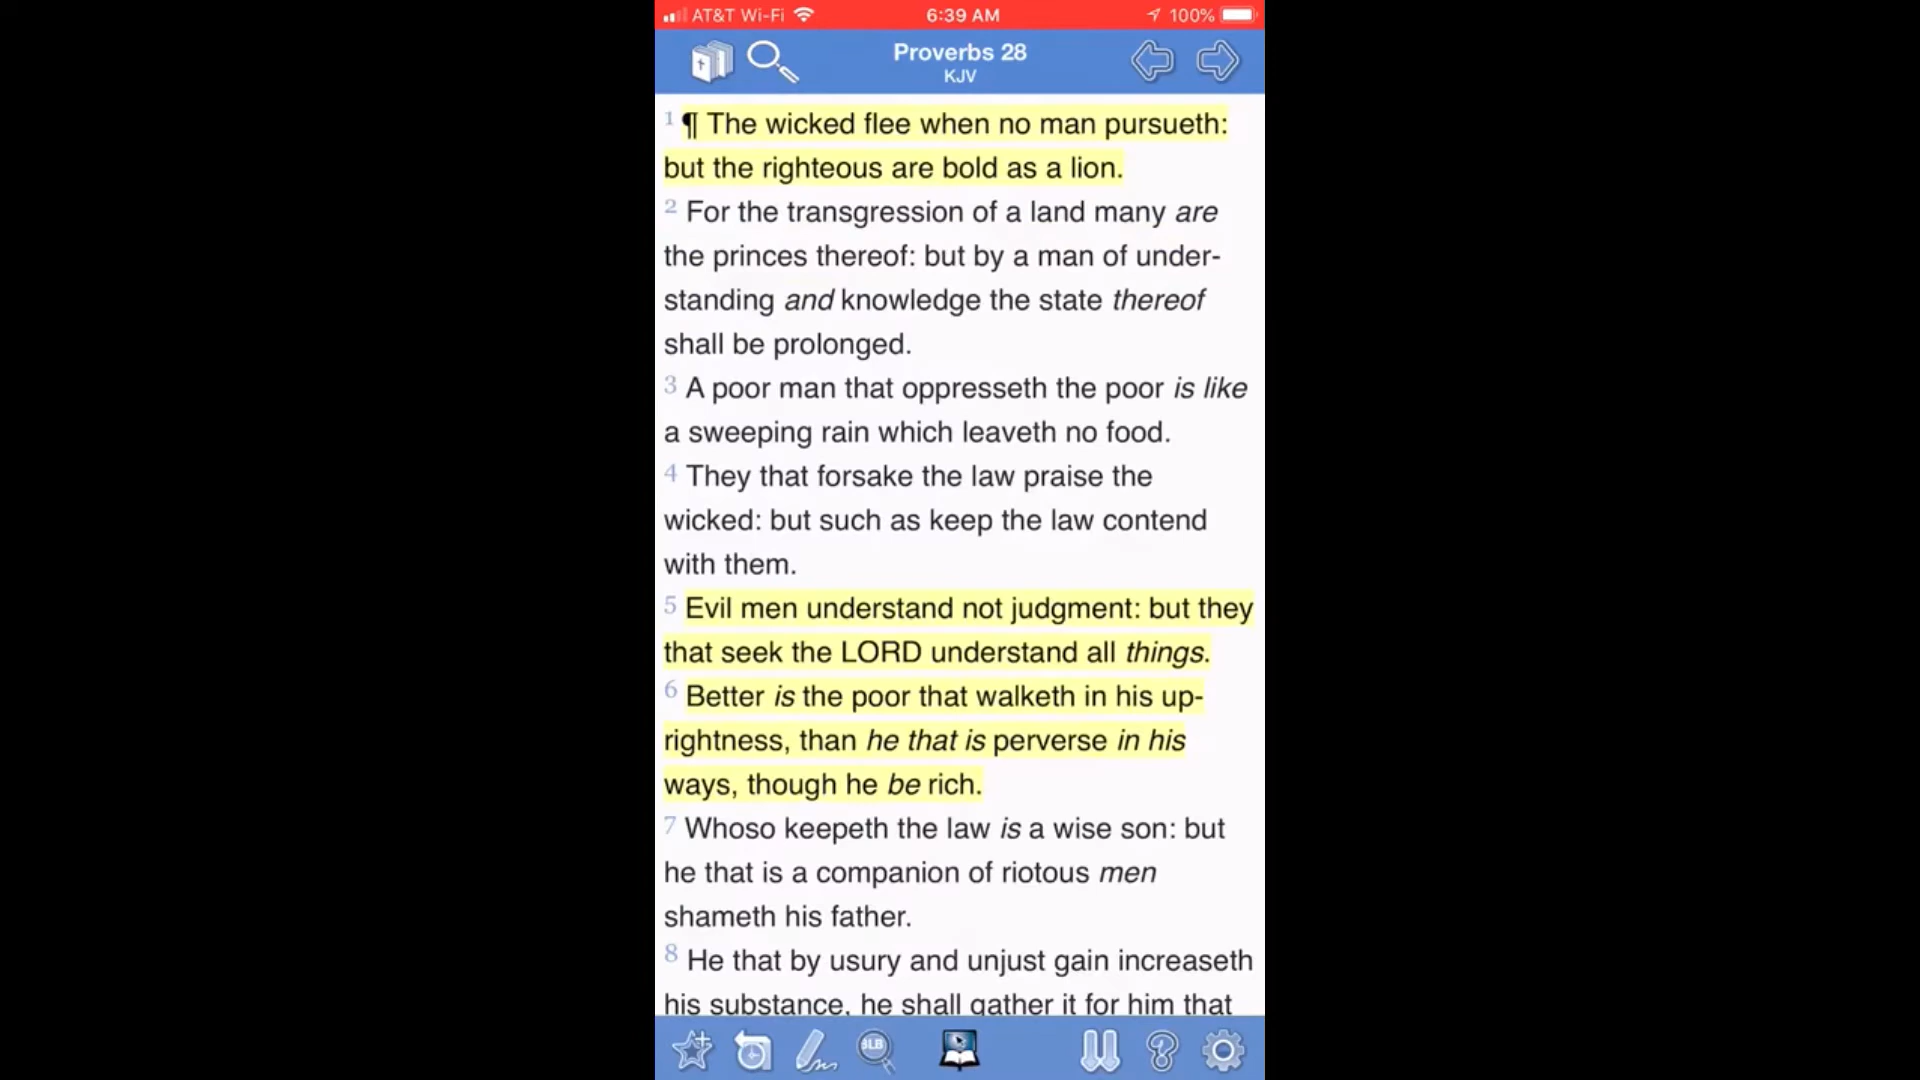 AT&T Wi-Fi 6:39 AM 100%
Proverbs 28
KJV
1 ¶ The wicked flee when no man pursueth:
but the righteous are bold as a lion.
2 For the transgression of a land many are
the princes thereof: but by a man of under-
standing and knowledge the state thereof
shall be prolonged.
3 A poor man that oppresseth the poor is like
a sweeping rain which leaveth no food.
4 They that forsake the law praise the
wicked: but such as keep the law contend
with them.
5 Evil men understand not judgment: but they
that seek the LORD understand all things.
6 Better is the poor that walketh in his up-
rightness, than he that is perverse in his
ways, though he be rich.
7 Whoso keepeth the law is a wise son: but
he that is a companion of riotous men
shameth his father.
8 He that by usury and unjust gain increaseth
his substance, he shall gather it for him that
BLB